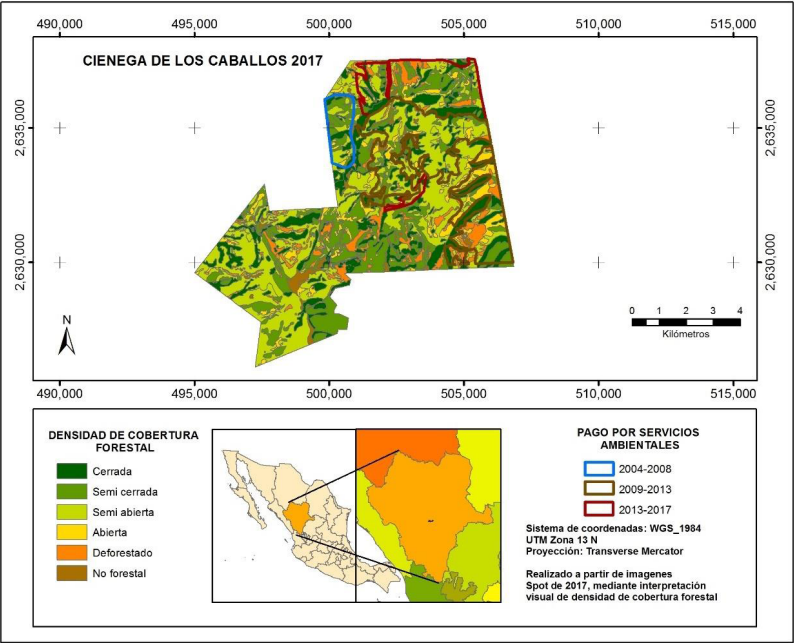 490,000 495,000 500,000 505,000 510,000 515,000
CIENEGA DE LOS CABALLOS 2017
2,635,000 2,635,000
2,630,000 2,630,000
N
0 1 2 3 4
Kilómetros
490,000 495,000 500,000 505,000 510,000 515,000
DENSIDAD DE COBERTURA
FORESTAL
Cerrada
Semi cerrada
Semi abierta
Abierta
Deforestado
No forestal
PAGO POR SERVICIOS
AMBIENTALES
2004-2008
2009-2013
2013-2017
Sistema de coordenadas: WGS_1984
UTM Zona 13 N
Proyección: Transverse Mercator
Realizado a partir de imagenes
Spot de 2017, mediante interpretación
visual de densidad de cobertura forestal